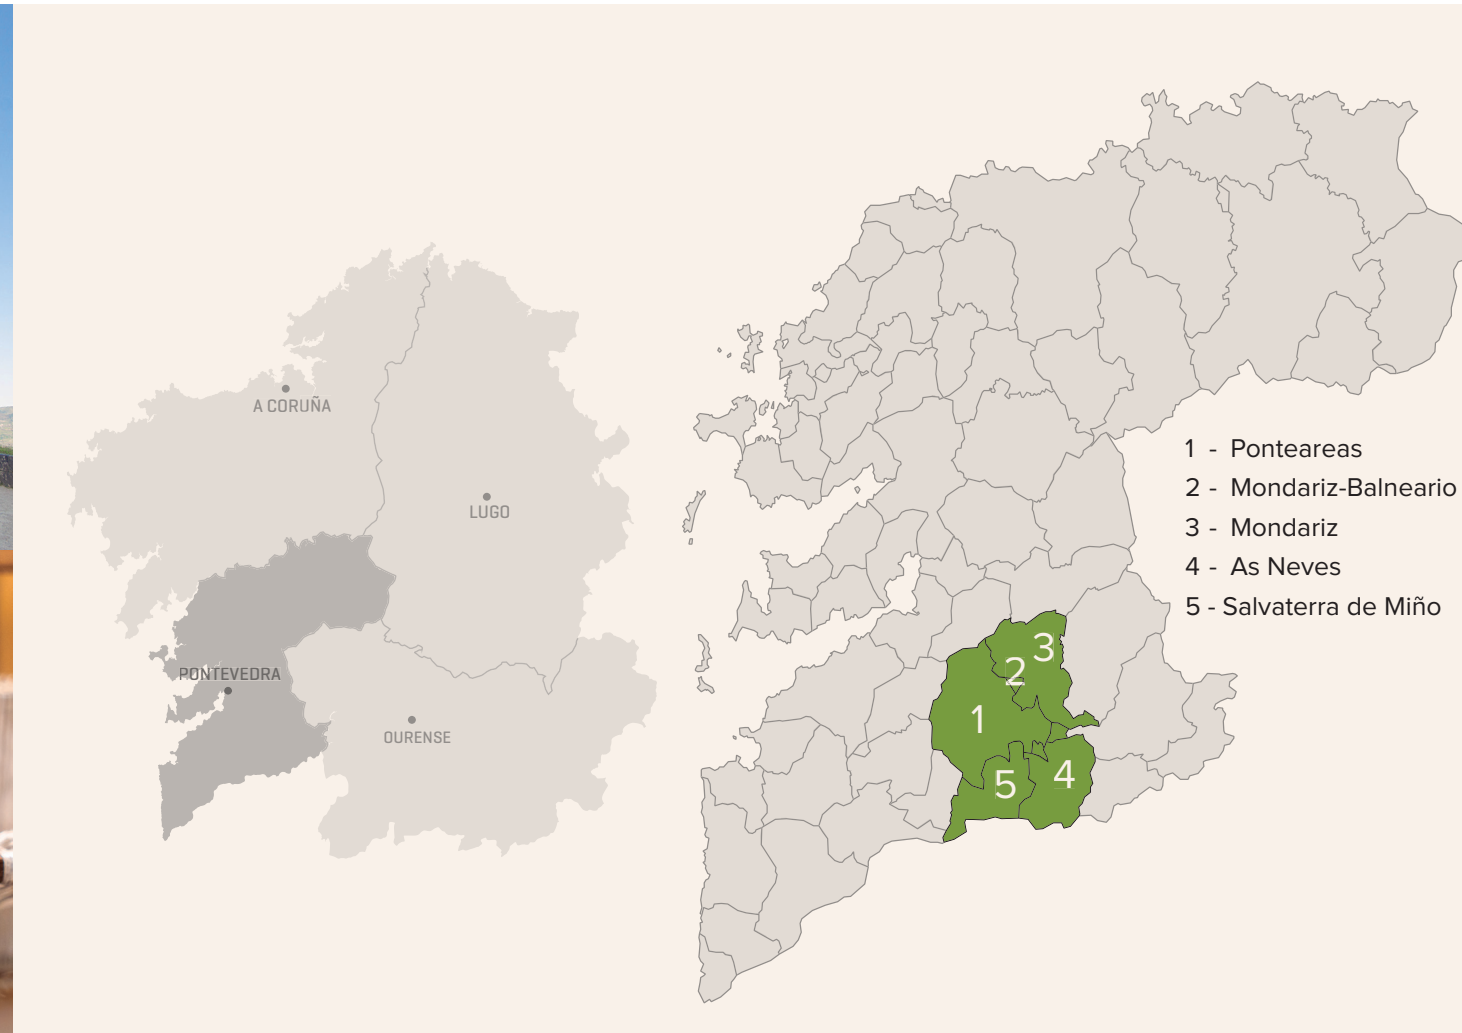 A CORUÑA
LUGO
PONTEVEDRA
OURENSE
1 - Ponteareas
2 - Mondariz-Balneario
3 - Mondariz
4 - As Neves
5 - Salvaterra de Miño
3
2
1
5
4